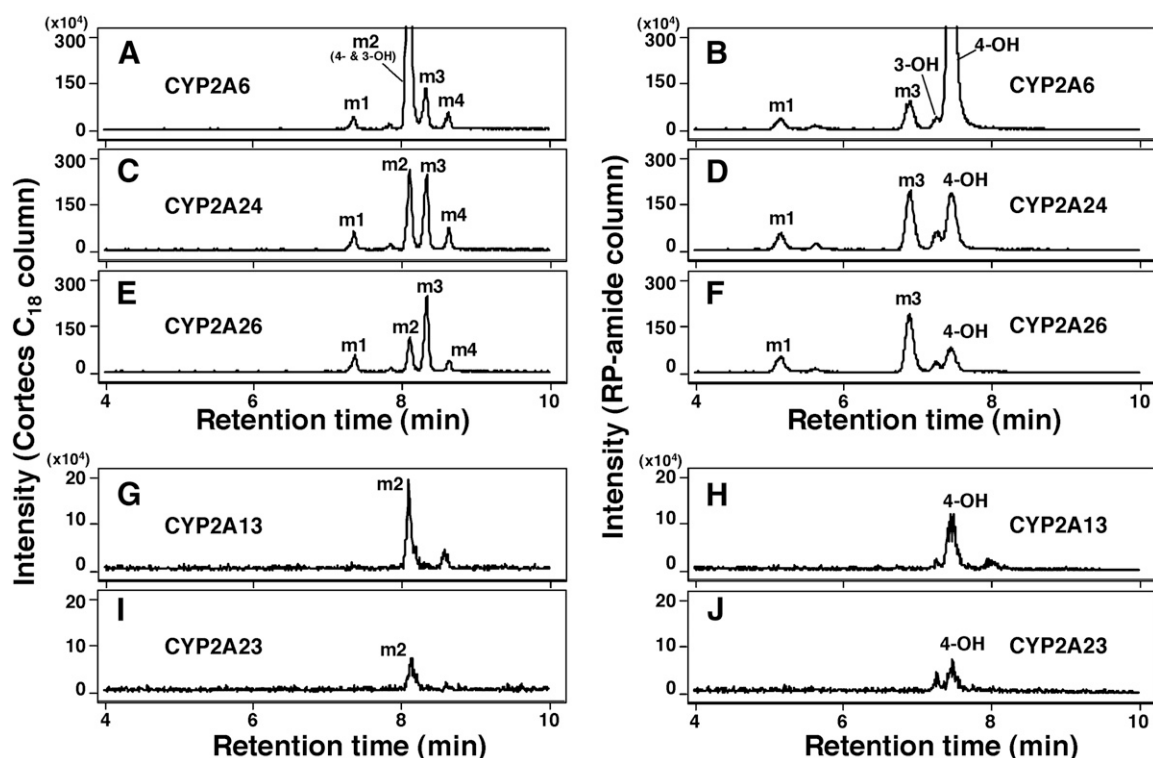 Intensity (Cortecs C18 column)
(x10⁴)
300
150
0
A
CYP2A6
m1
m2
(4- & 3-OH)
m3
m4
300
150
0
C
CYP2A24
m1
m2
m3
m4
300
150
0
E
CYP2A26
m1
m2
m3
m4
4 6 8 10
Retention time (min)
(x10⁴)
20
10
0
G
CYP2A13
m2
20
10
0
I
CYP2A23
m2
4 6 8 10
Retention time (min)
Intensity (RP-amide column)
(x10⁴)
300
150
0
B
CYP2A6
m1
m3
3-OH
4-OH
300
150
0
D
CYP2A24
m1
m3
4-OH
300
150
0
F
CYP2A26
m1
m3
4-OH
4 6 8 10
Retention time (min)
(x10⁴)
20
10
0
H
CYP2A13
4-OH
20
10
0
J
CYP2A23
4-OH
4 6 8 10
Retention time (min)